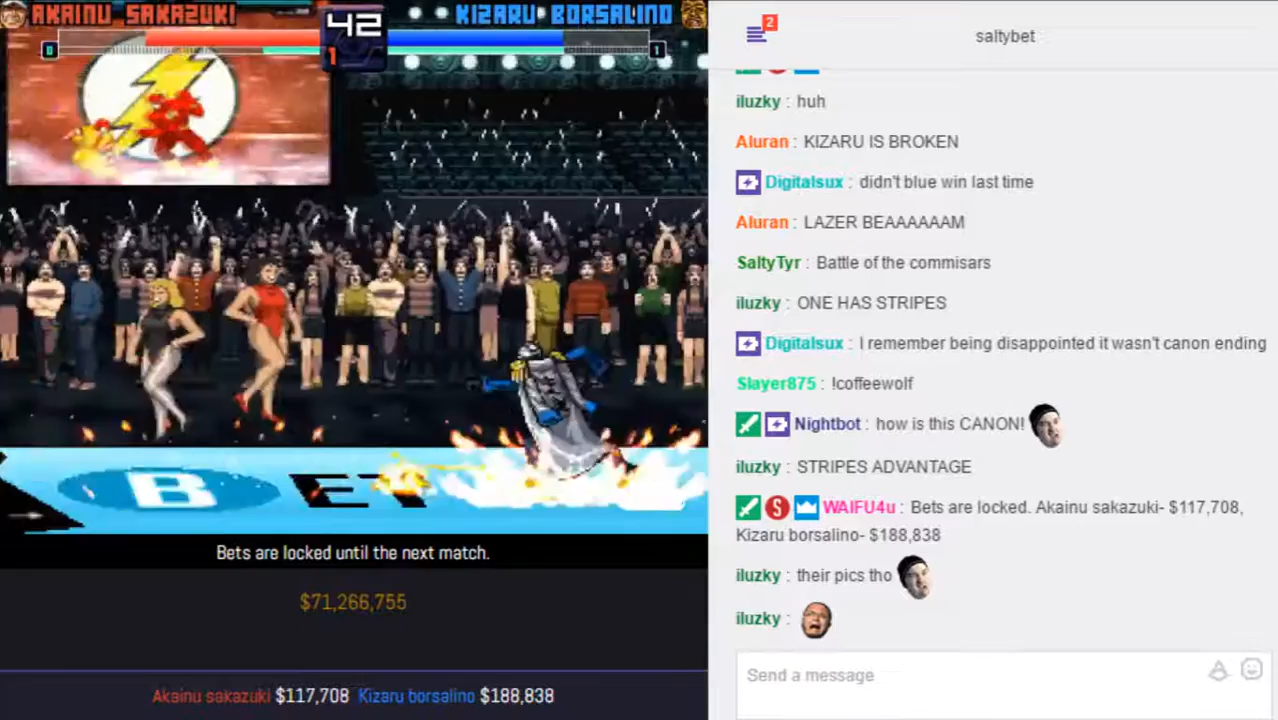 AKAINU SAKAZUKI
42
KIZARU BORSALINO
0
1
1
B ET
Bets are locked until the next match.
$71,266,755
Akainu sakazuki $117,708 Kizaru borsalino $188,838
2
saltybet
iluzky : huh
Aluran : KIZARU IS BROKEN
Digitalsux : didn't blue win last time
Aluran : LAZER BEAAAAAAM
SaltyTyr : Battle of the commisars
iluzky : ONE HAS STRIPES
Digitalsux : I remember being disappointed it wasn't canon ending
Slayer875 : !coffeewolf
Nightbot : how is this CANON!
iluzky : STRIPES ADVANTAGE
S WAIFU4u : Bets are locked. Akainu sakazuki- $117,708,
Kizaru borsalino- $188,838
iluzky : their pics tho
iluzky :
Send a message